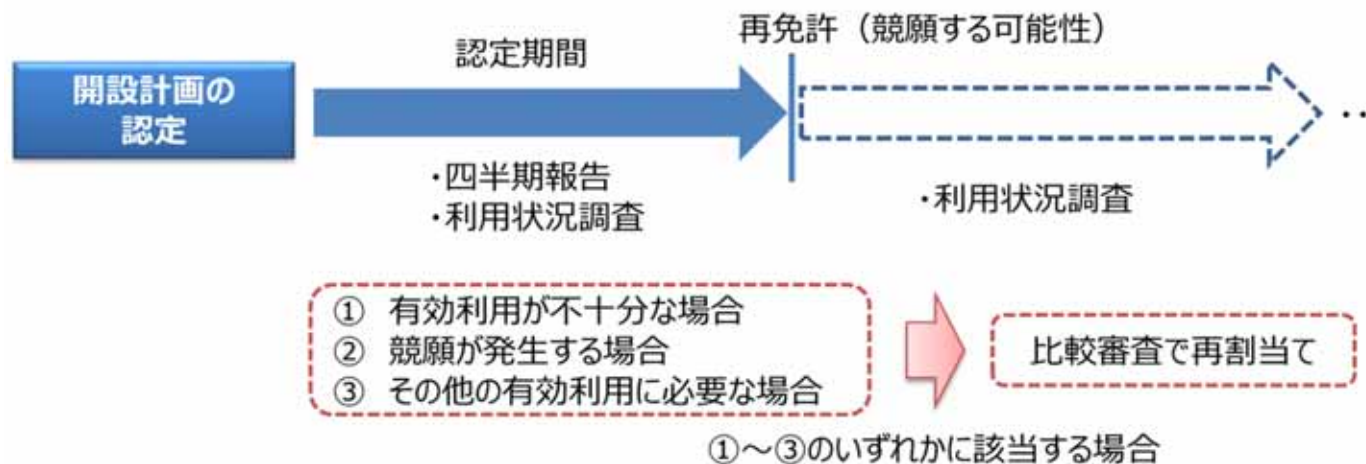 再免許（競願する可能性）
認定期間
開設計画の
認定
・・
・四半期報告
・利用状況調査
・利用状況調査
① 有効利用が不十分な場合
② 競願が発生する場合
③ その他の有効利用に必要な場合
比較審査で再割当て
①～③のいずれかに該当する場合